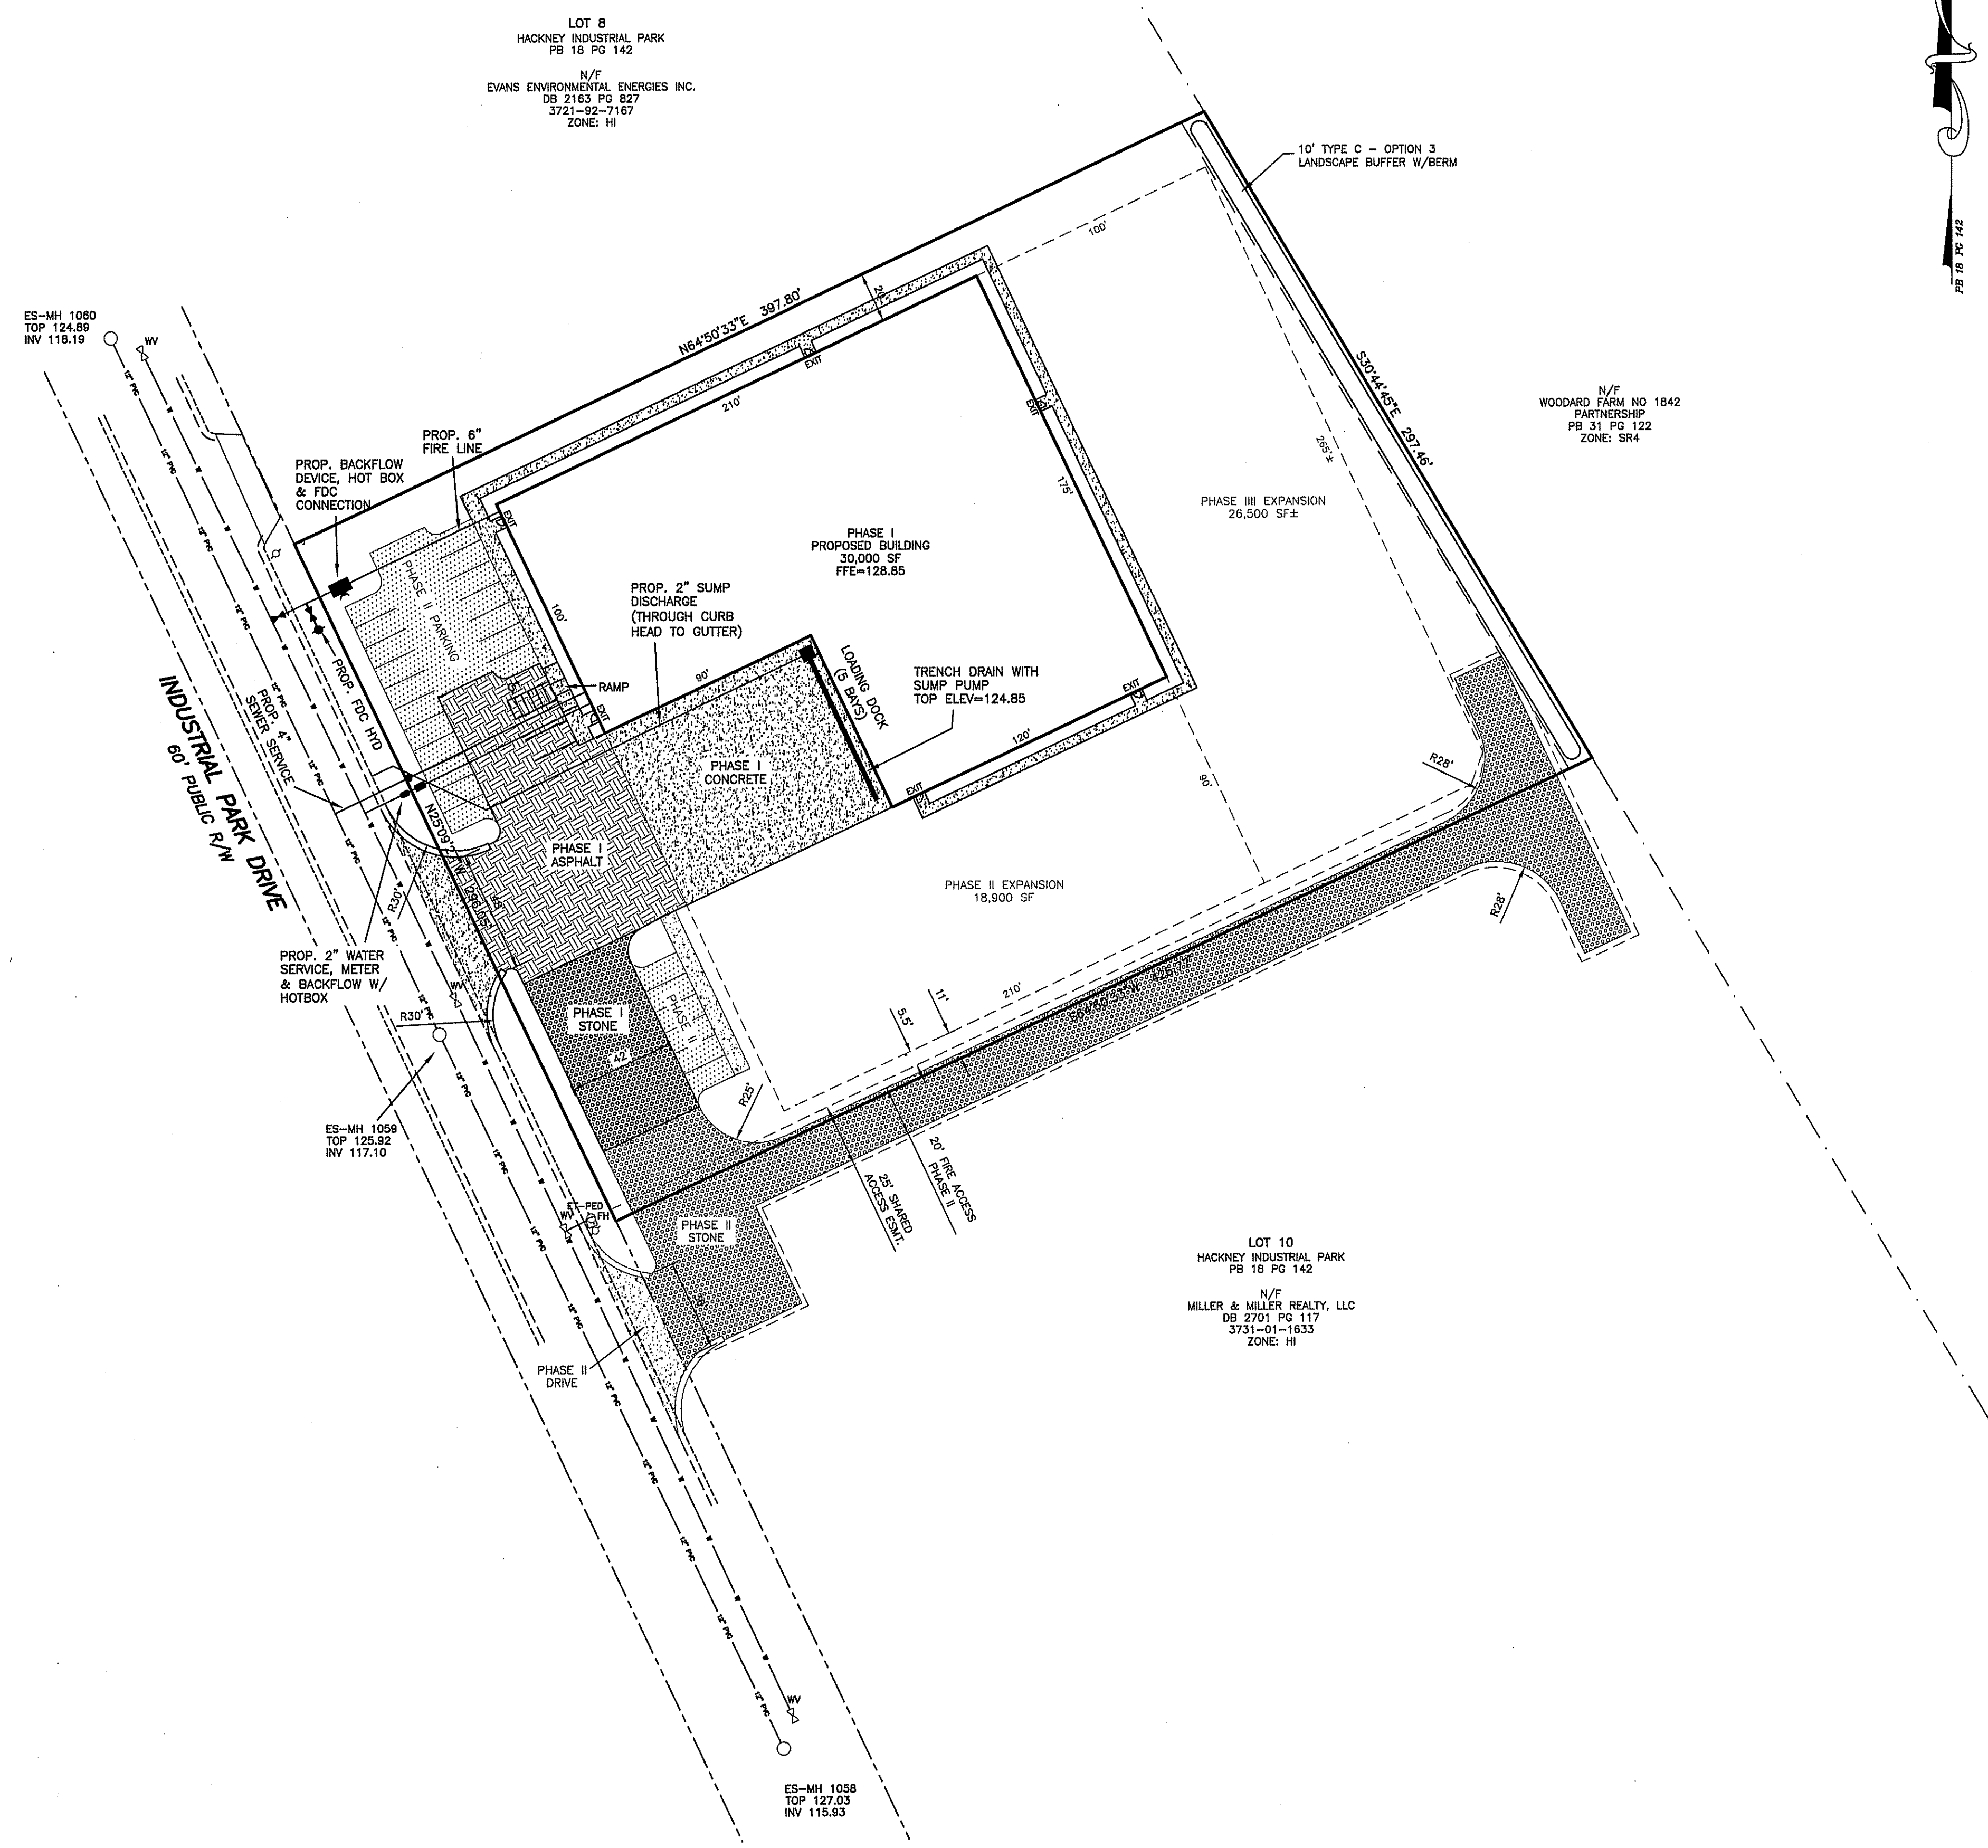 LOT 8
HACKNEY INDUSTRIAL PARK
PB 18 PG 142
N/F
EVANS ENVIRONMENTAL ENERGIES INC.
DB 2163 PG 827
3721-92-7167
ZONE: HI
PB 18 PG 142
10' TYPE C - OPTION 3
LANDSCAPE BUFFER W/BERM
100'
20'
N64°50'33"E 397.80'
ES-MH 1060
TOP 124.89
INV 118.19
WV
EXIT
210'
EXIT
S30°44'45"E 297.46'
265'±
N/F
WOODARD FARM NO 1842
PARTNERSHIP
PB 31 PG 122
ZONE: SR4
PROP. 6"
FIRE LINE
PROP. BACKFLOW
DEVICE, HOT BOX
& FDC
CONNECTION
175'
PHASE IIII EXPANSION
26,500 SF±
EXIT
PHASE I
PROPOSED BUILDING
30,000 SF
FFE=128.85
PHASE II PARKING
100'
PROP. 2" SUMP
DISCHARGE
(THROUGH CURB
HEAD TO GUTTER)
LOADING DOCK
(5 BAYS)
TRENCH DRAIN WITH
SUMP PUMP
TOP ELEV=124.85
RAMP
90'
EXIT
EXIT
120'
EXIT
PROP. FDC HYD
PROP. 4"
SEWER SERVICE
INDUSTRIAL PARK DRIVE
60' PUBLIC R/W
PHASE I
CONCRETE
R28'
90'
PHASE I
ASPHALT
R30'
PHASE II EXPANSION
18,900 SF
R28'
PROP. 2" WATER
SERVICE, METER
& BACKFLOW W/
HOTBOX
WV
R30'
PHASE I
STONE
42'
PHASE II
11'
5.5'
210'
R25'
ES-MH 1059
TOP 125.92
INV 117.10
20' FIRE ACCESS
PHASE II
25' SHARED
ACCESS ESMT.
ET-PED
WV
FH
PHASE II
STONE
LOT 10
HACKNEY INDUSTRIAL PARK
PB 18 PG 142
N/F
MILLER & MILLER REALTY, LLC
DB 2701 PG 117
3731-01-1633
ZONE: HI
PHASE II
DRIVE
12" PVC
W
WV
ES-MH 1058
TOP 127.03
INV 115.93